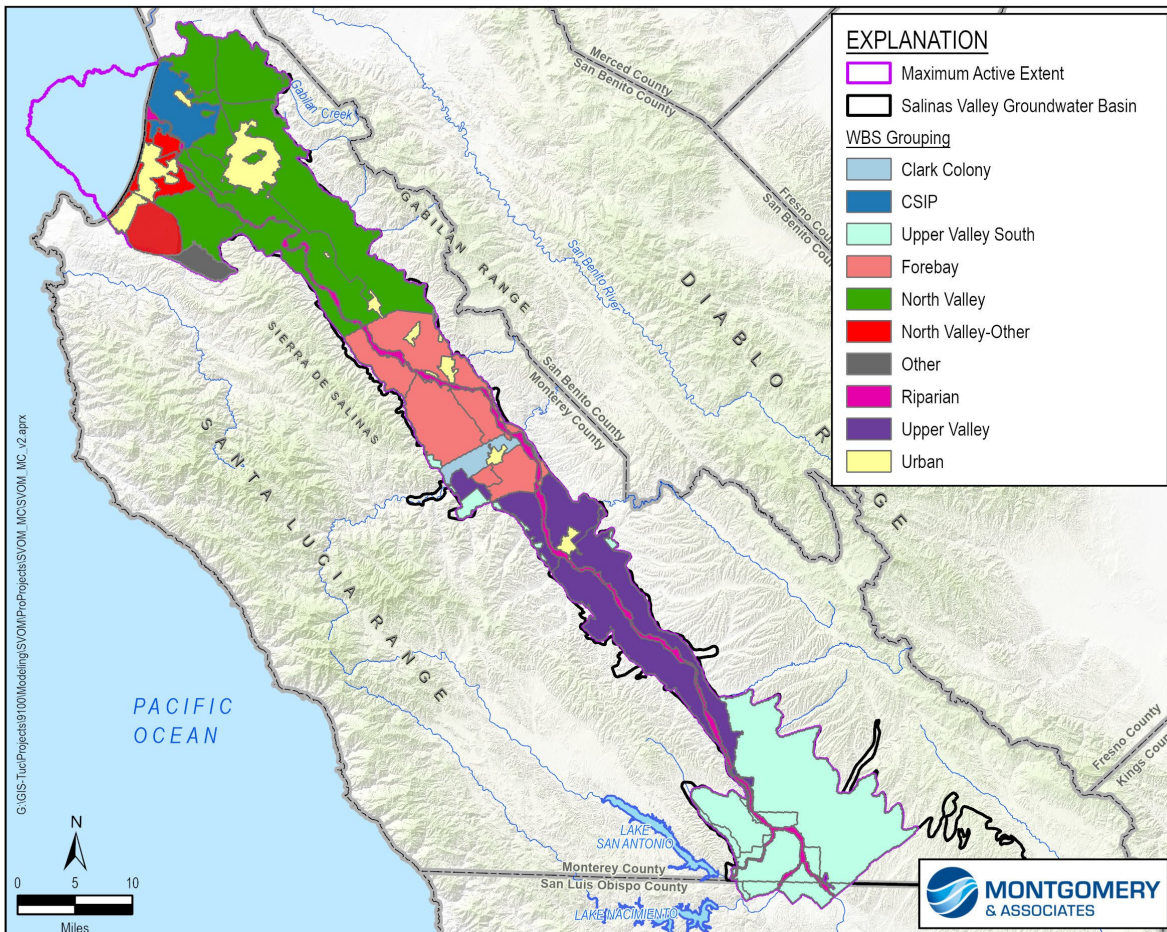 EXPLANATION
Maximum Active Extent
Salinas Valley Groundwater Basin
WBS Grouping
Clark Colony
CSIP
Upper Valley South
Forebay
North Valley
North Valley-Other
Other
Riparian
Upper Valley
Urban
Merced County
San Benito County
Fresno County
San Benito County
Gabilan Creek
GABILAN RANGE
San Benito River
DIABLO RANGE
SIERRA DE SALINAS
San Benito County
Monterey County
SANTA LUCIA RANGE
PACIFIC
OCEAN
Fresno County
Kings County
LAKE
SAN ANTONIO
Monterey County
San Luis Obispo County
LAKE NACIMIENTO
N
0 5 10
Miles
MONTGOMERY
& ASSOCIATES
G:\GIS-Tuc\Projects\9100\Modeling\SVOM\ProProjects\SVOM_MC\SVOM_MC_v2.aprx